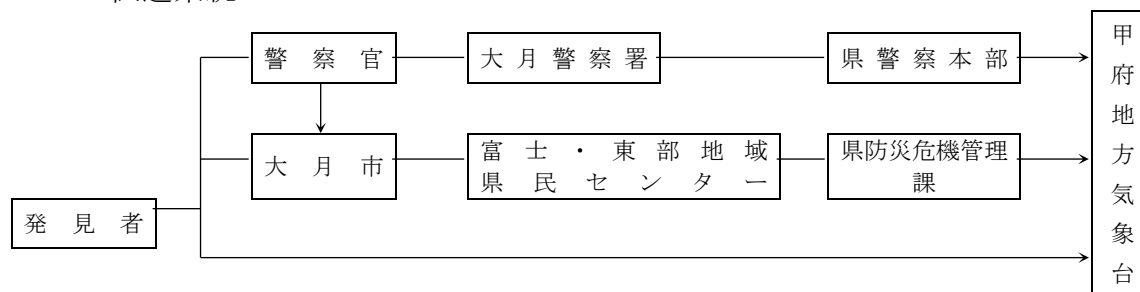 警察官
大月警察署
県警察本部
大月市
富士・東部地域
県民センター
県防災危機管理
課
発見者
甲府地方気象台